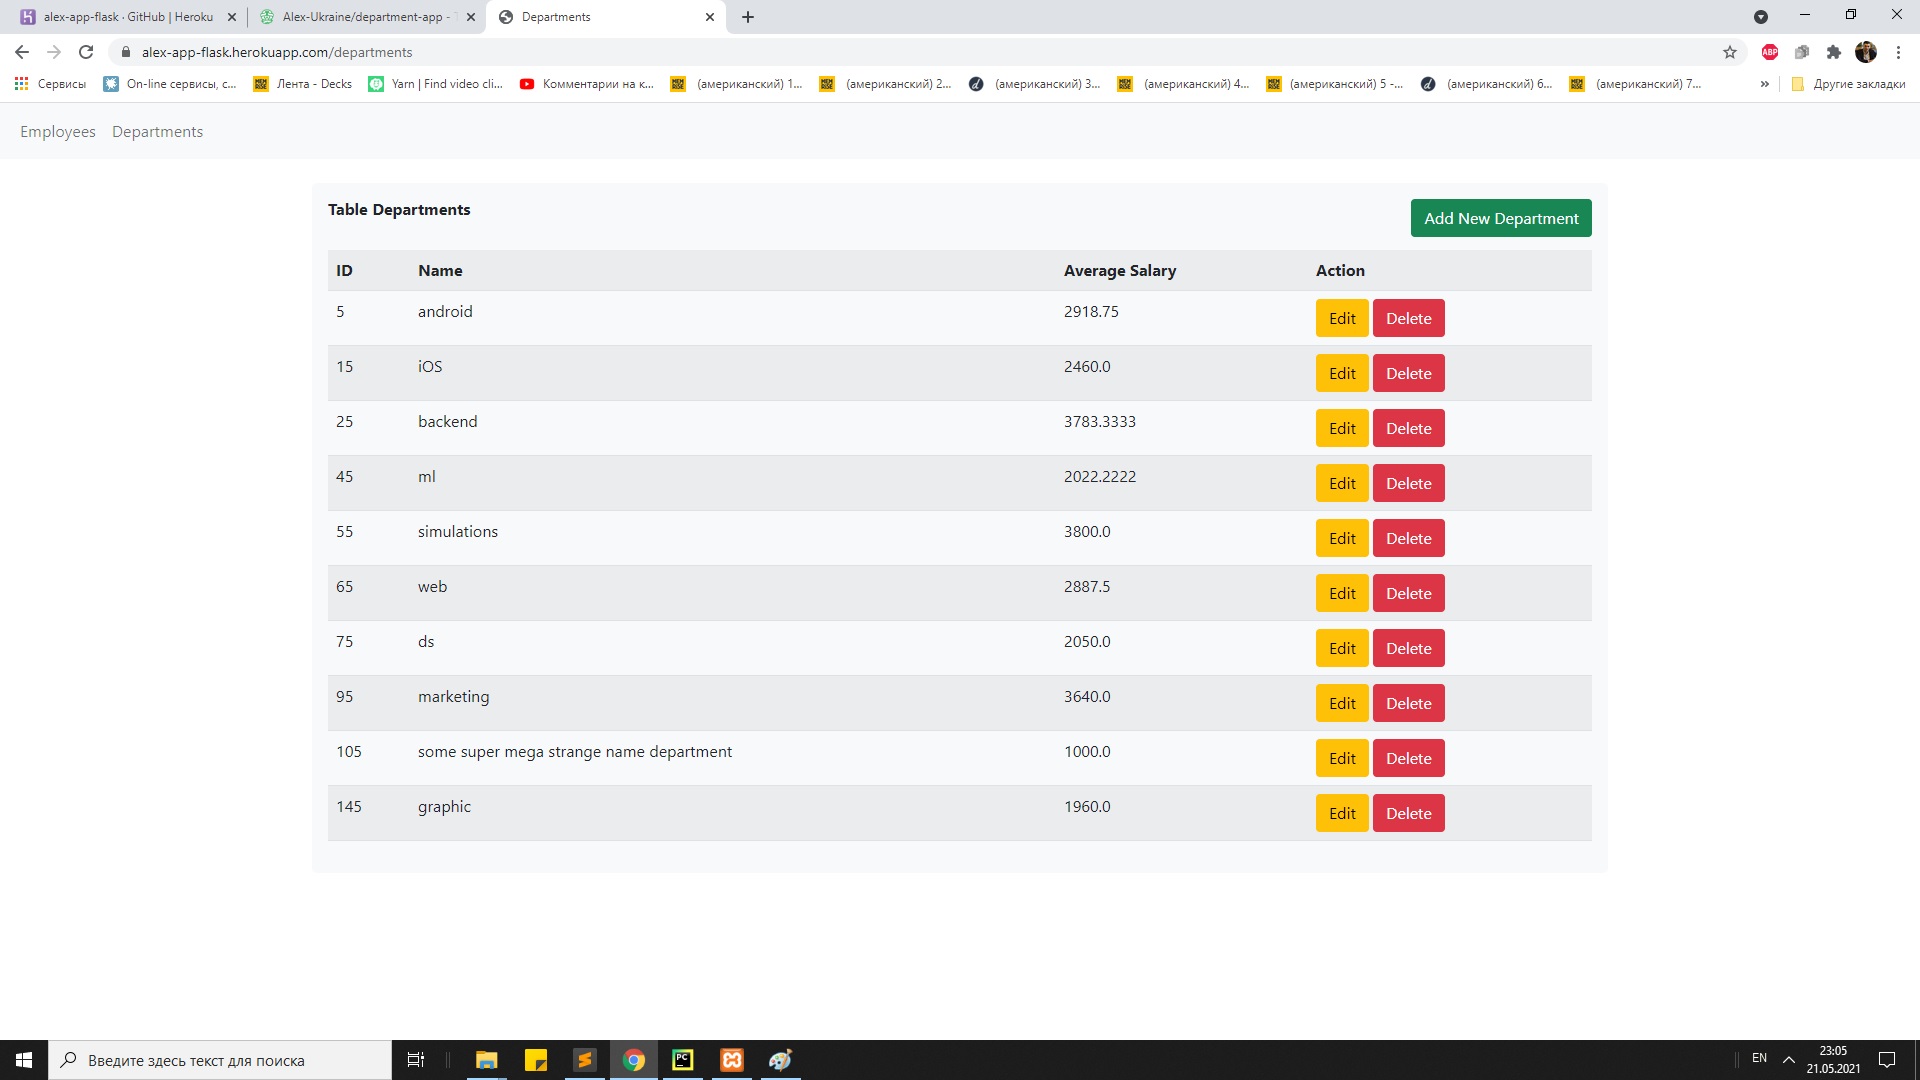 alex-app-flask · GitHub | Heroku
Alex-Ukraine/department-app -
Departments
alex-app-flask.herokuapp.com/departments
ABP
Сервисы
On-line сервисы, с...
Лента - Decks
Yarn | Find video cli...
Комментарии на к...
(американский) 1...
(американский) 2...
(американский) 3...
(американский) 4...
(американский) 5 -...
(американский) 6...
(американский) 7...
»
Другие закладки
Employees Departments
Table Departments
Add New Department
ID Name Average Salary Action
5 android 2918.75 Edit Delete
15 iOS 2460.0 Edit Delete
25 backend 3783.3333 Edit Delete
45 ml 2022.2222 Edit Delete
55 simulations 3800.0 Edit Delete
65 web 2887.5 Edit Delete
75 ds 2050.0 Edit Delete
95 marketing 3640.0 Edit Delete
105 some super mega strange name department 1000.0 Edit Delete
145 graphic 1960.0 Edit Delete
Введите здесь текст для поиска
PC
EN
23:05
21.05.2021